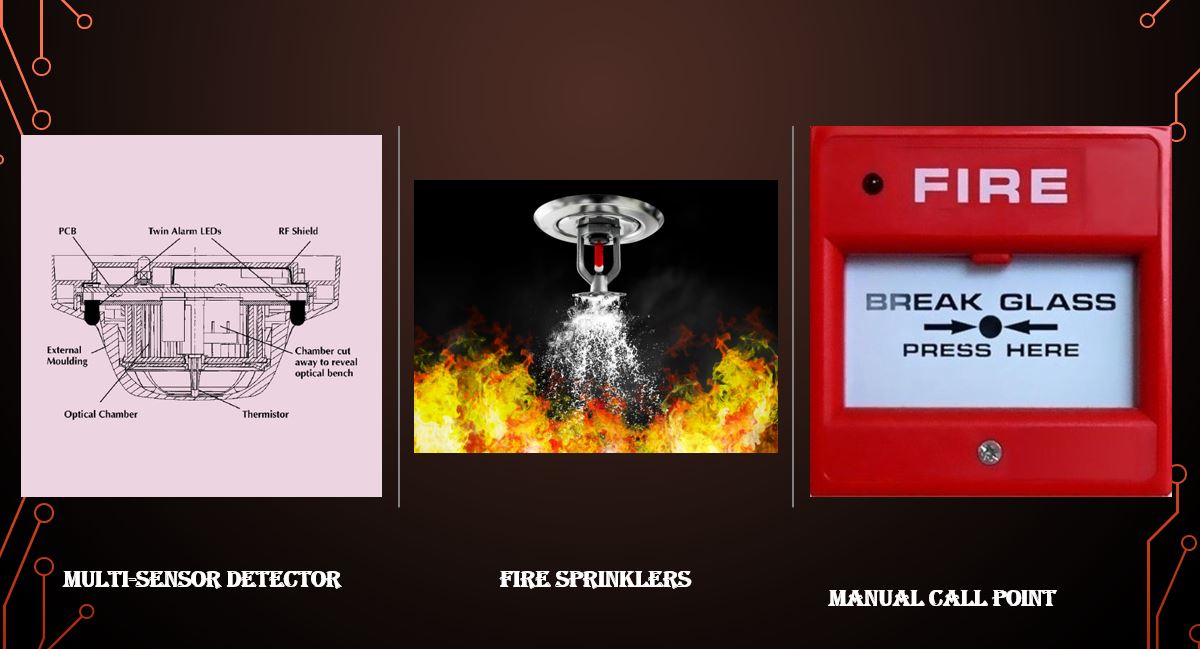 PCB
Twin Alarm LEDs
RF Shield
External
Moulding
Chamber cut
away to reveal
optical bench
Optical Chamber
Thermistor
FIRE
BREAK GLASS
PRESS HERE
MULTI-SENSOR DETECTOR
FIRE SPRINKLERS
MANUAL CALL POINT